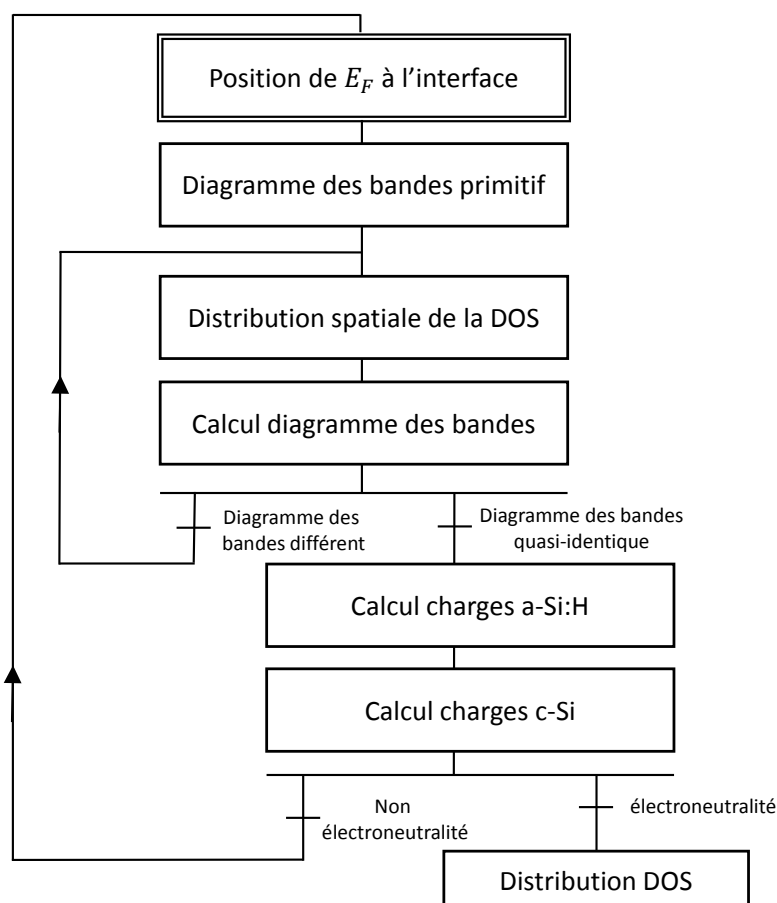 Position de E_F à l'interface
Diagramme des bandes primitif
Distribution spatiale de la DOS
Calcul diagramme des bandes
Diagramme des
bandes différent
Diagramme des bandes
quasi-identique
Calcul charges a-Si:H
Calcul charges c-Si
Non
électroneutralité
électroneutralité
Distribution DOS